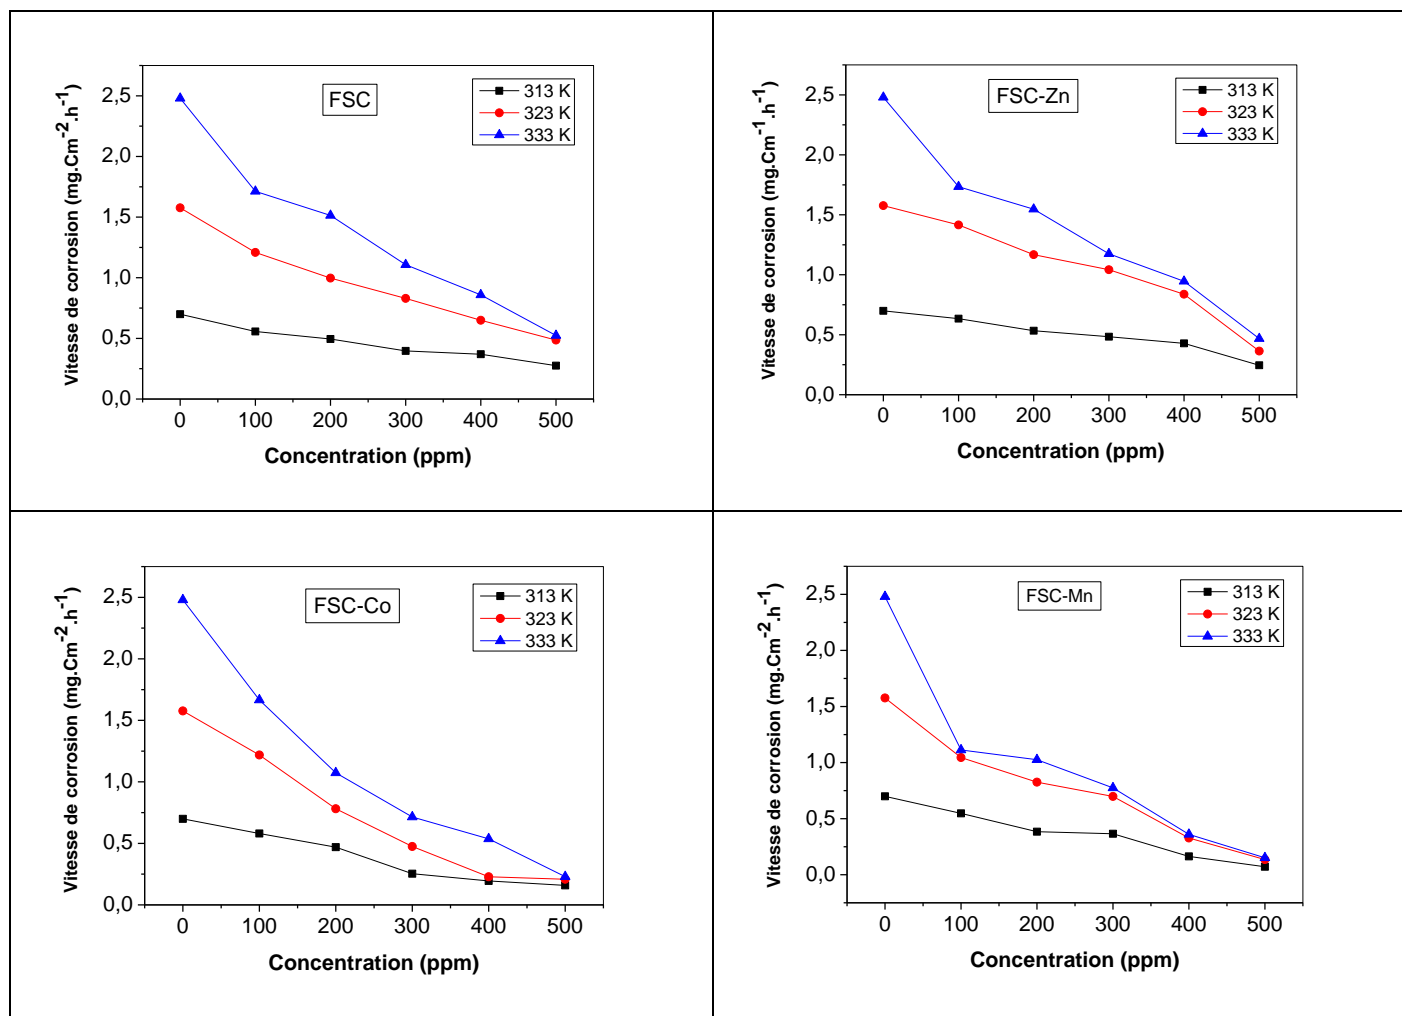 FSC
313 K
323 K
333 K
Vitesse de corrosion (mg.Cm⁻².h⁻¹)
2,5
2,0
1,5
1,0
0,5
0,0
0 100 200 300 400 500
Concentration (ppm)
FSC-Zn
313 K
323 K
333 K
Vitesse de corrosion (mg.Cm⁻¹.h⁻¹)
2,5
2,0
1,5
1,0
0,5
0,0
0 100 200 300 400 500
Concentration (ppm)
FSC-Co
313 K
323 K
333 K
Vitesse de corrosion (mg.Cm⁻².h⁻¹)
2,5
2,0
1,5
1,0
0,5
0,0
0 100 200 300 400 500
Concentration (ppm)
FSC-Mn
313 K
323 K
333 K
Vitesse de corrosion (mg.Cm⁻².h⁻¹)
2,5
2,0
1,5
1,0
0,5
0,0
0 100 200 300 400 500
Concentration (ppm)